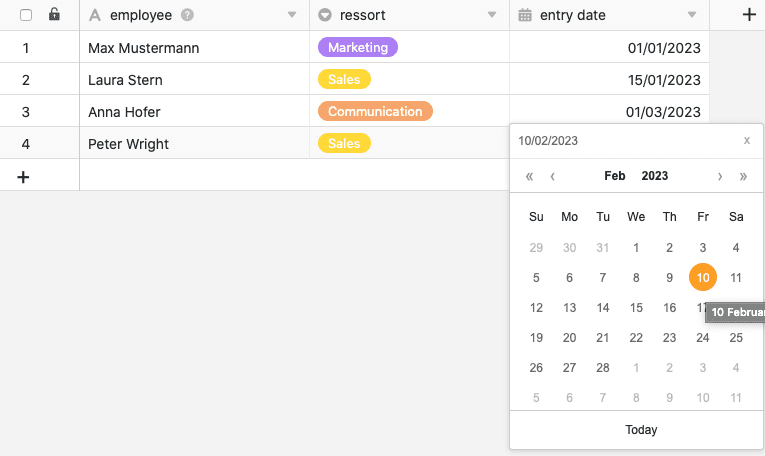 employee ? ressort entry date +
1 Max Mustermann Marketing 01/01/2023
2 Laura Stern Sales 15/01/2023
3 Anna Hofer Communication 01/03/2023
4 Peter Wright Sales
+
10/02/2023 x
« ‹ Feb 2023 › »
Su Mo Tu We Th Fr Sa
29 30 31 1 2 3 4
5 6 7 8 9 10 11
12 13 14 15 16
10 Februar
19 20 21 22 23 24 25
26 27 28 1 2 3 4
5 6 7 8 9 10 11
Today